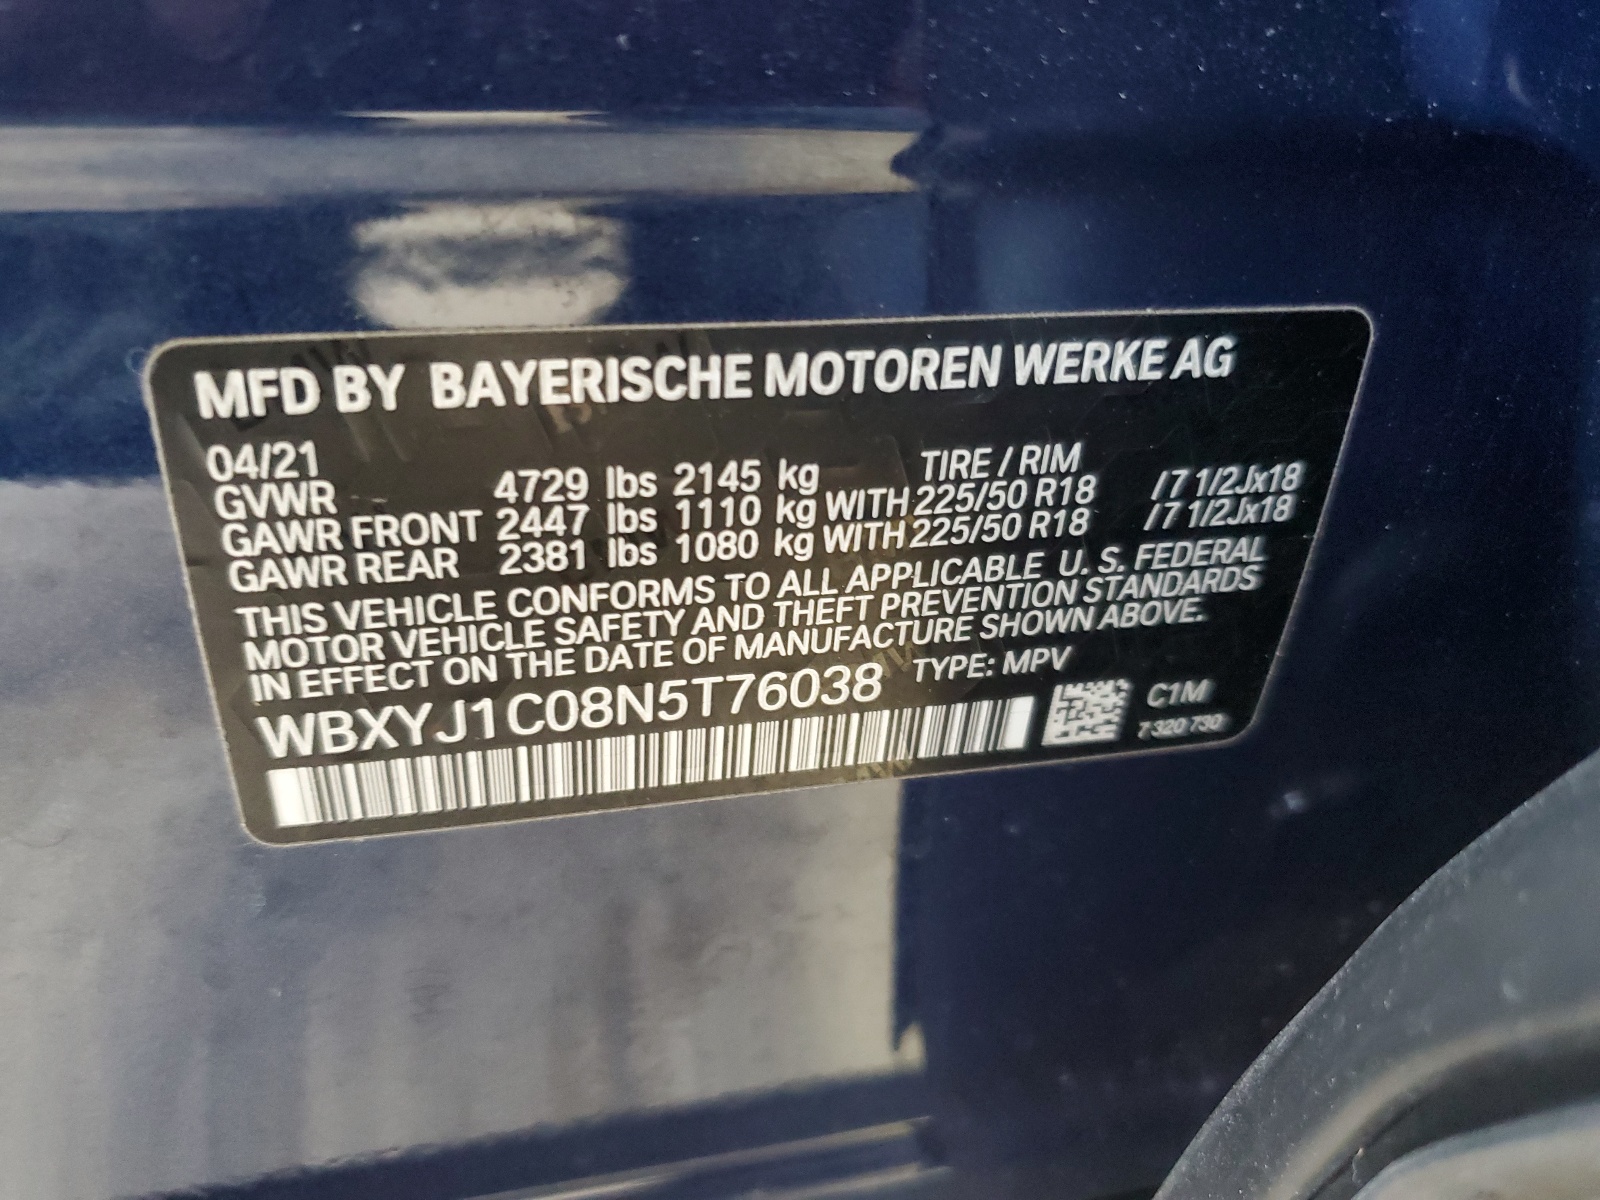 MFD BY BAYERISCHE MOTOREN WERKE AG
04/21 TIRE / RIM
GVWR 4729 lbs 2145 kg
GAWR FRONT 2447 lbs 1110 kg WITH 225/50 R18 /7 1/2Jx18
GAWR REAR 2381 lbs 1080 kg WITH 225/50 R18 /7 1/2Jx18
THIS VEHICLE CONFORMS TO ALL APPLICABLE U. S. FEDERAL
MOTOR VEHICLE SAFETY AND THEFT PREVENTION STANDARDS
IN EFFECT ON THE DATE OF MANUFACTURE SHOWN ABOVE.
WBXYJ1C08N5T76038 TYPE: MPV
C1M
7 320 730